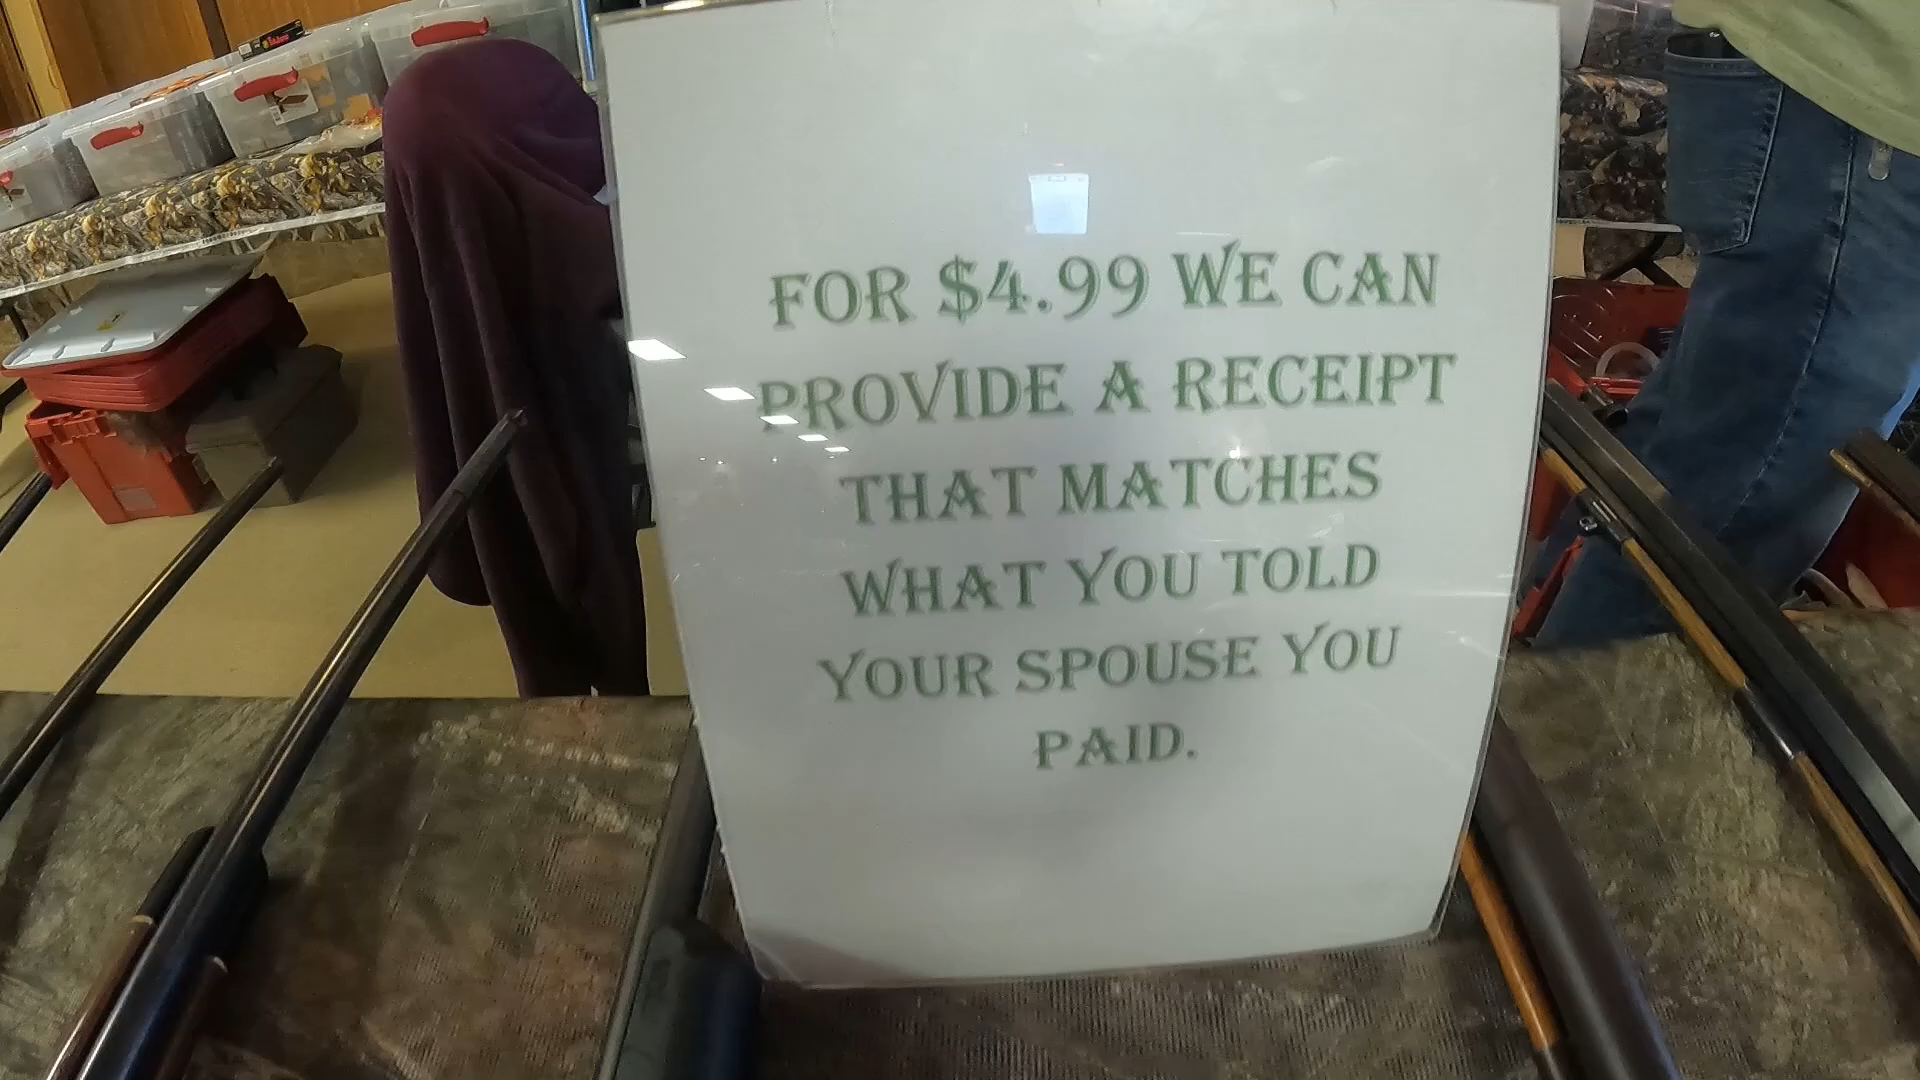 FOR $4.99 WE CAN
PROVIDE A RECEIPT
THAT MATCHES
WHAT YOU TOLD
YOUR SPOUSE YOU
PAID.